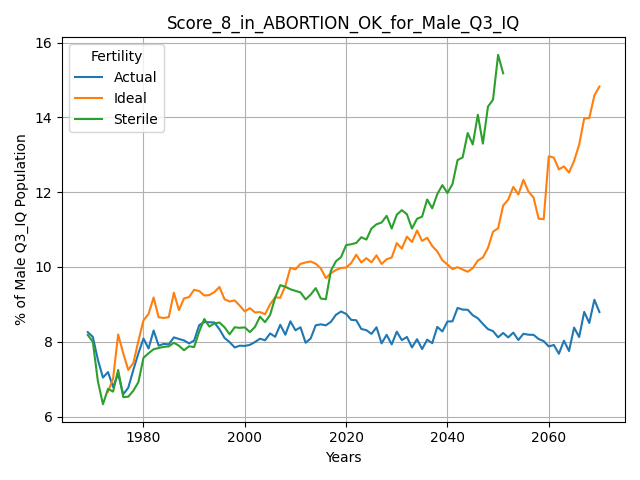 Score_8_in_ABORTION_OK_for_Male_Q3_IQ
Fertility
Actual
Ideal
Sterile
% of Male Q3_IQ Population
16
14
12
10
8
6
1980 2000 2020 2040 2060
Years